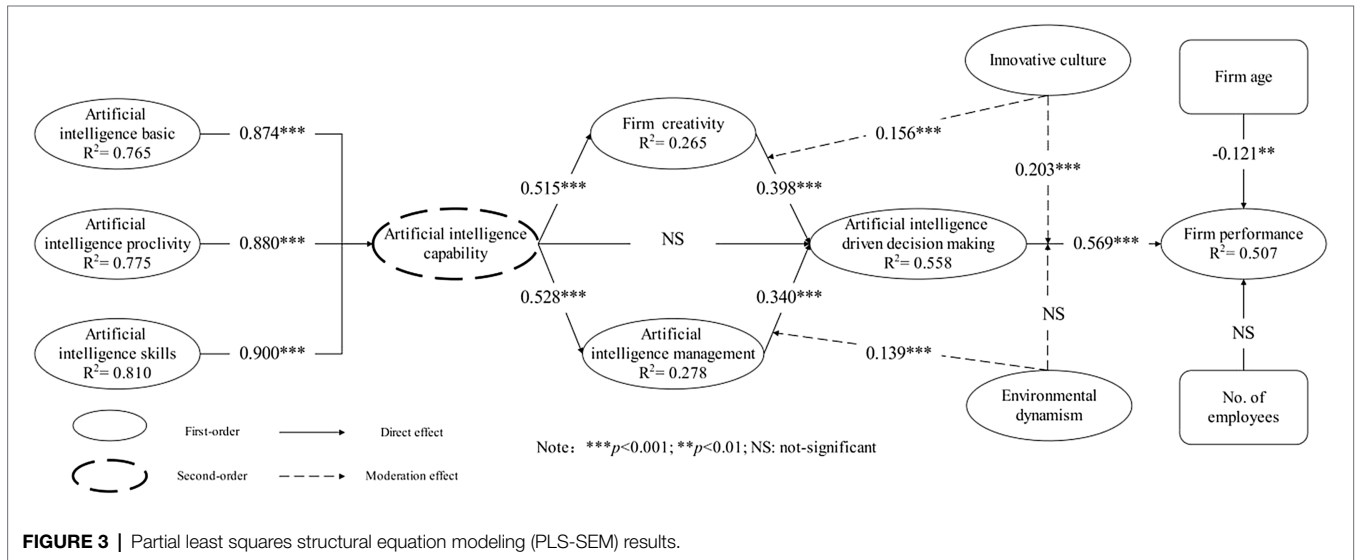 Artificial
intelligence basic
R²= 0.765
0.874***
Artificial
intelligence proclivity
R²= 0.775
0.880***
Artificial
intelligence skills
R²= 0.810
0.900***
Artificial intelligence
capability
0.515***
NS
0.528***
Firm creativity
R²= 0.265
Artificial
intelligence management
R²= 0.278
0.398***
0.340***
Artificial intelligence
driven decision making
R²= 0.558
Innovative culture
0.156***
0.203***
0.569***
NS
0.139***
Environmental
dynamism
Firm age
-0.121**
Firm performance
R²= 0.507
NS
No. of
employees
First-order
Direct effect
Second-order
Moderation effect
Note：***p<0.001; **p<0.01; NS: not-significant
FIGURE 3 | Partial least squares structural equation modeling (PLS-SEM) results.